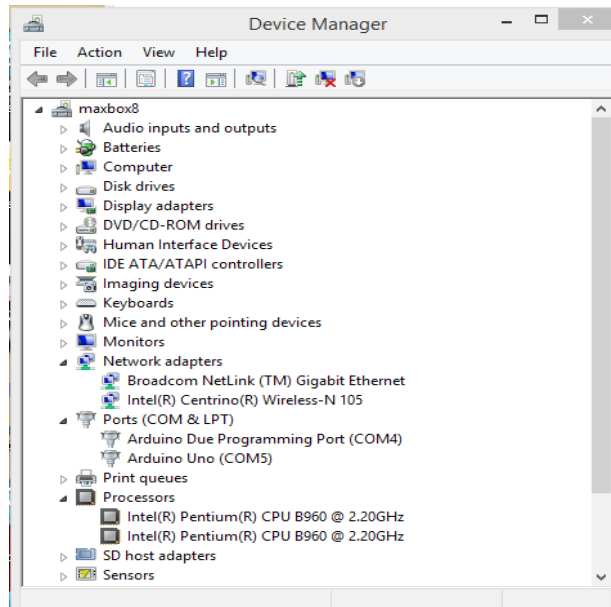 Device Manager
File Action View Help
maxbox8
Audio inputs and outputs
Batteries
Computer
Disk drives
Display adapters
DVD/CD-ROM drives
Human Interface Devices
IDE ATA/ATAPI controllers
Imaging devices
Keyboards
Mice and other pointing devices
Monitors
Network adapters
Broadcom NetLink (TM) Gigabit Ethernet
Intel(R) Centrino(R) Wireless-N 105
Ports (COM & LPT)
Arduino Due Programming Port (COM4)
Arduino Uno (COM5)
Print queues
Processors
Intel(R) Pentium(R) CPU B960 @ 2.20GHz
Intel(R) Pentium(R) CPU B960 @ 2.20GHz
SD host adapters
Sensors